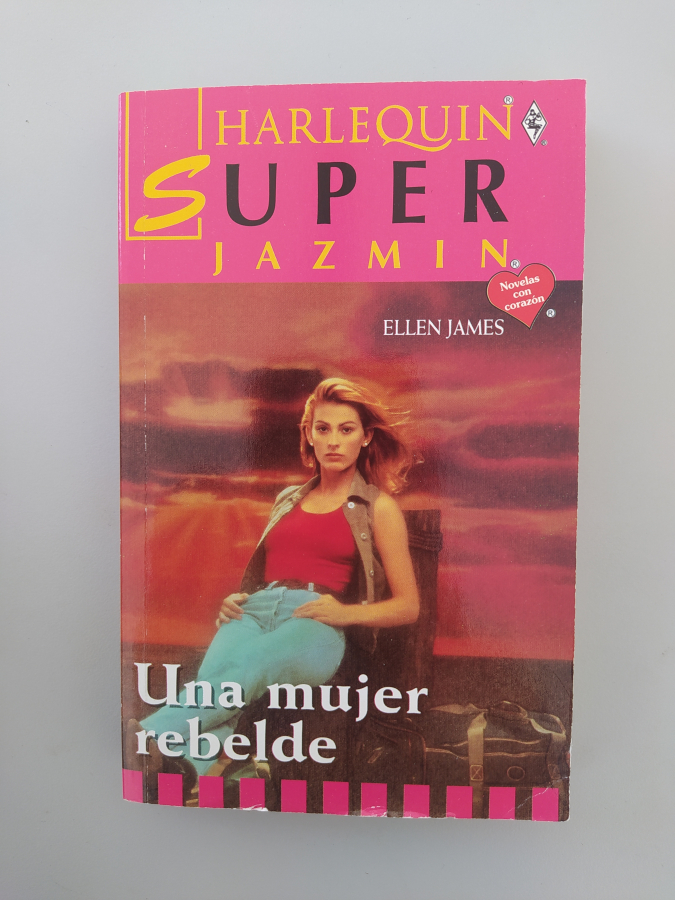 HARLEQUIN®
SUPER
JAZMIN®
Novelas
con
corazón
®
ELLEN JAMES
Una mujer
rebelde